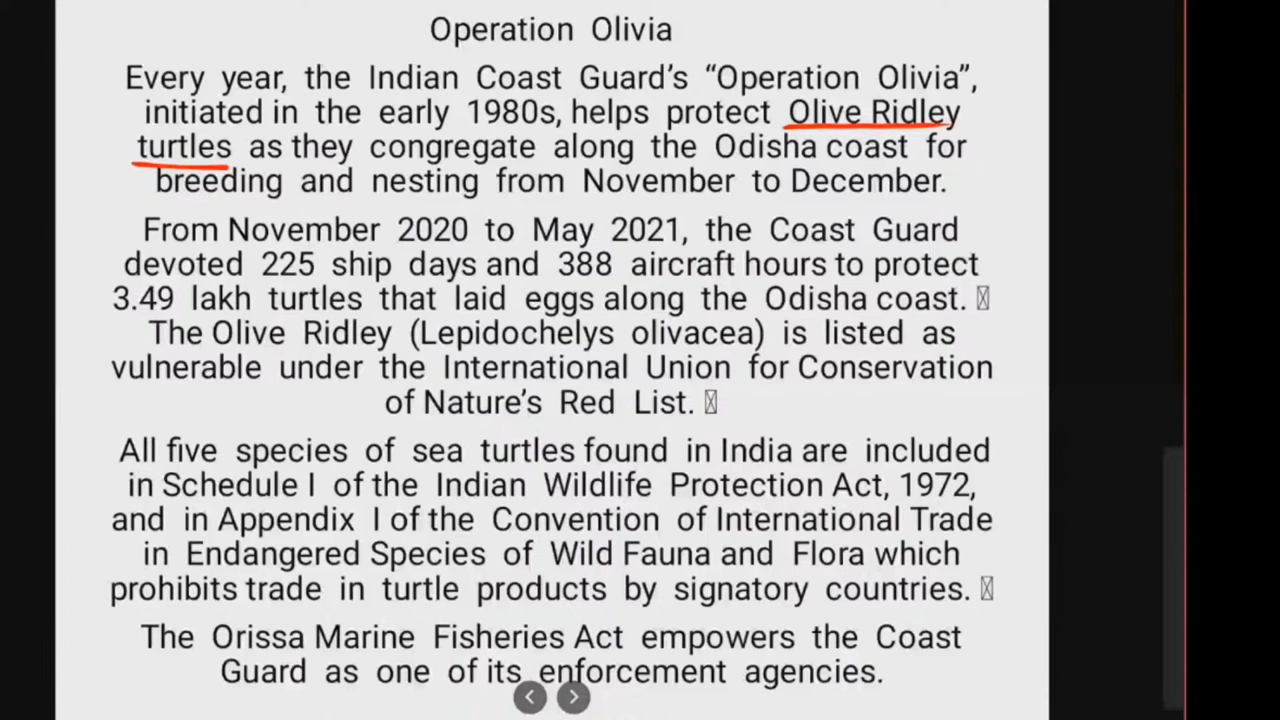 Operation Olivia
Every year, the Indian Coast Guard’s “Operation Olivia”,
initiated in the early 1980s, helps protect Olive Ridley
turtles as they congregate along the Odisha coast for
breeding and nesting from November to December.
From November 2020 to May 2021, the Coast Guard
devoted 225 ship days and 388 aircraft hours to protect
3.49 lakh turtles that laid eggs along the Odisha coast.
The Olive Ridley (Lepidochelys olivacea) is listed as
vulnerable under the International Union for Conservation
of Nature’s Red List.
All five species of sea turtles found in India are included
in Schedule I of the Indian Wildlife Protection Act, 1972,
and in Appendix I of the Convention of International Trade
in Endangered Species of Wild Fauna and Flora which
prohibits trade in turtle products by signatory countries.
The Orissa Marine Fisheries Act empowers the Coast
Guard as one of its enforcement agencies.